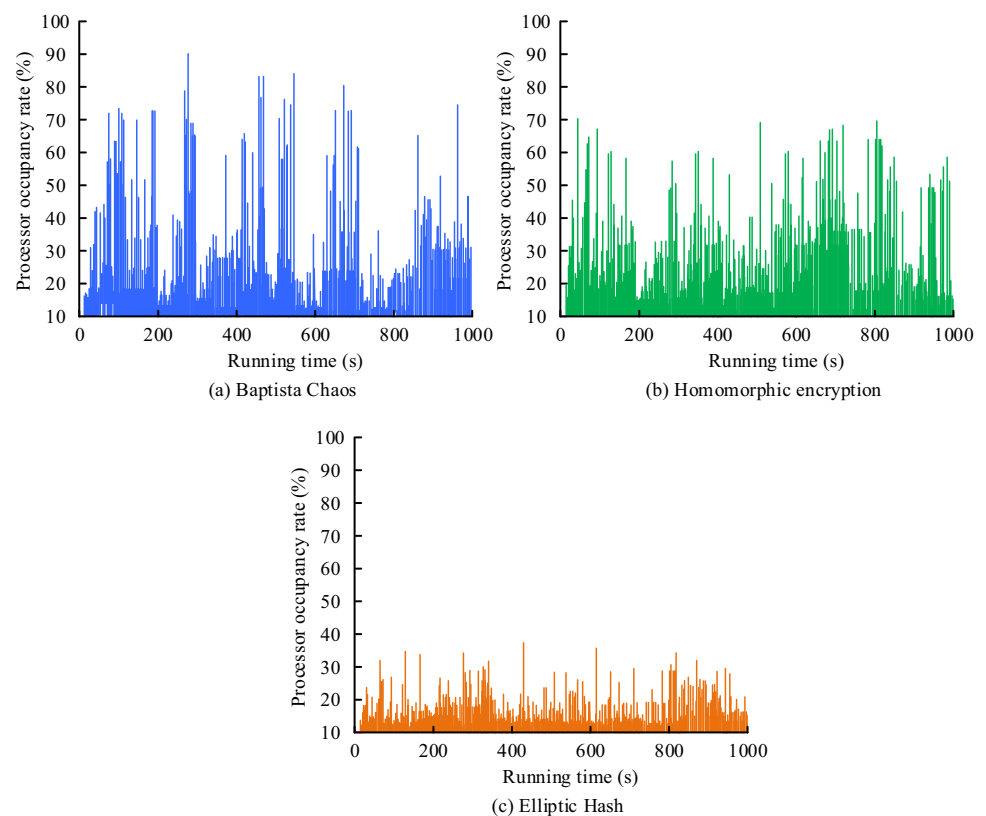 100
90
80
70
60
50
40
30
20
10
Processor occupancy rate (%)
0 200 400 600 800 1000
Running time (s)
(a) Baptista Chaos
100
90
80
70
60
50
40
30
20
10
Processor occupancy rate (%)
0 200 400 600 800 1000
Running time (s)
(b) Homomorphic encryption
100
90
80
70
60
50
40
30
20
10
Processor occupancy rate (%)
0 200 400 600 800 1000
Running time (s)
(c) Elliptic Hash